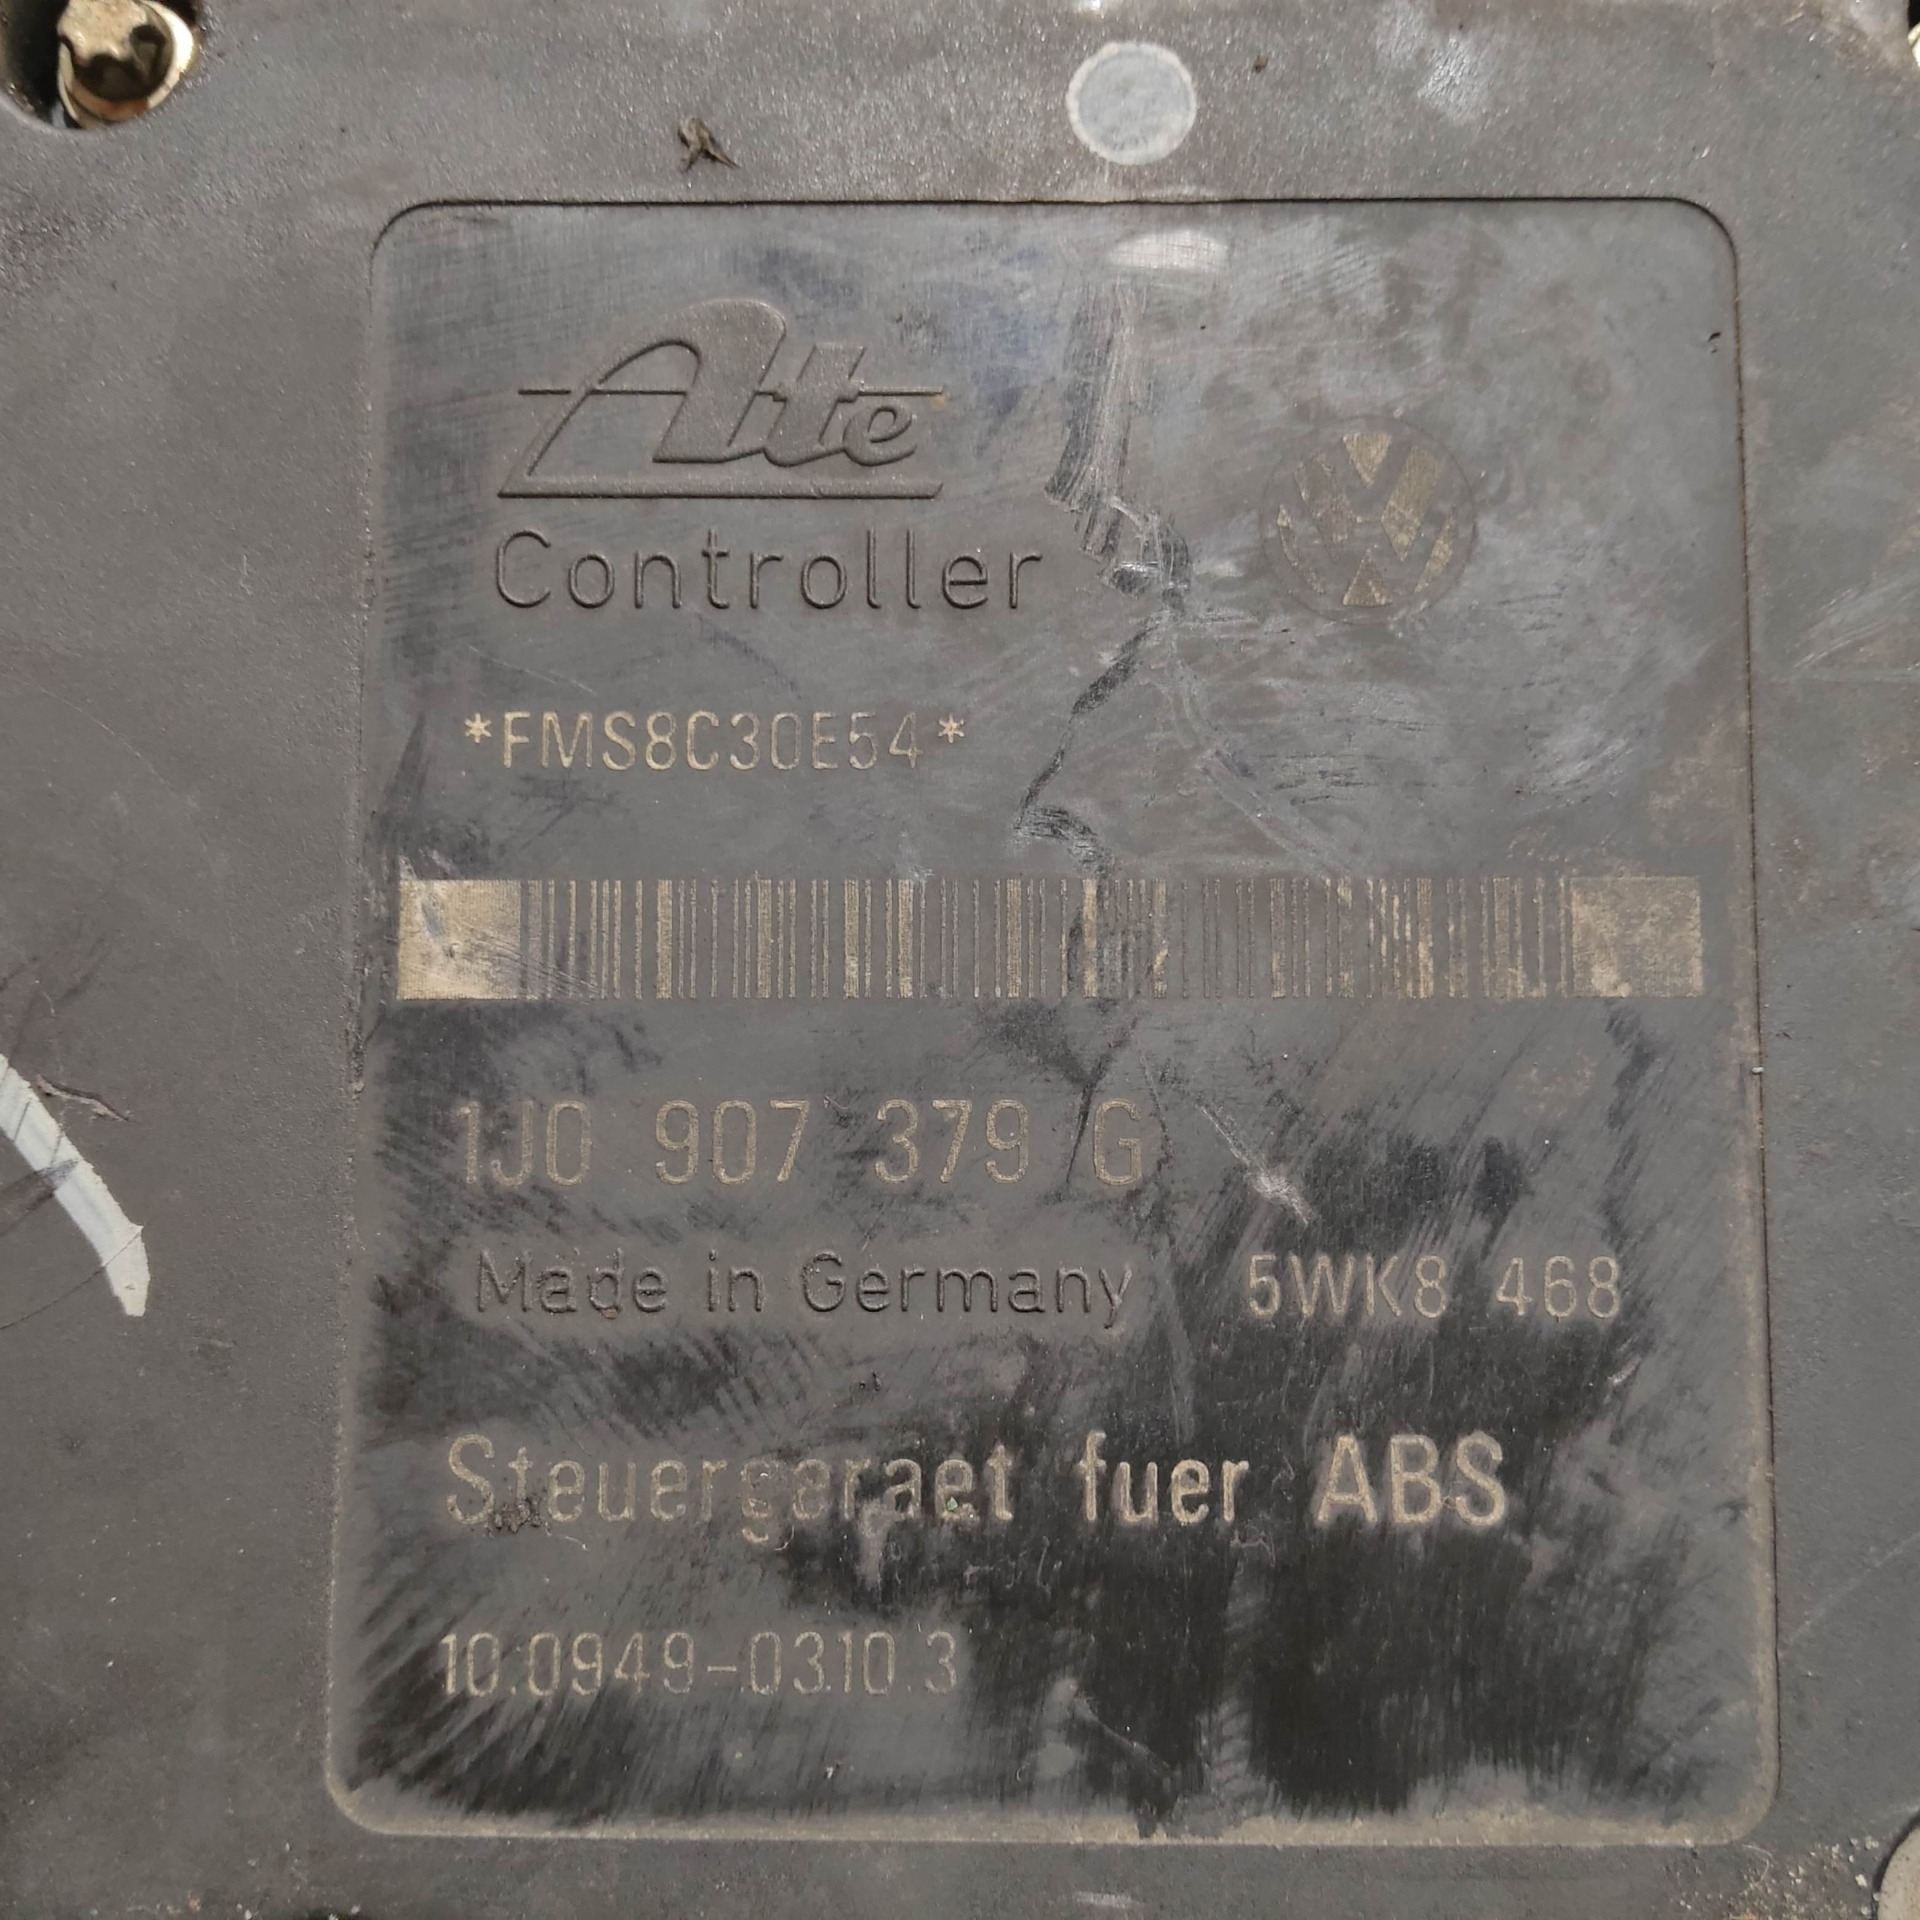 Ate
Controller
*FMS8C30E54*
1J0 907 379 G
Made in Germany 5WK8 468
Steuergeraet fuer ABS
10.0949-0310.3